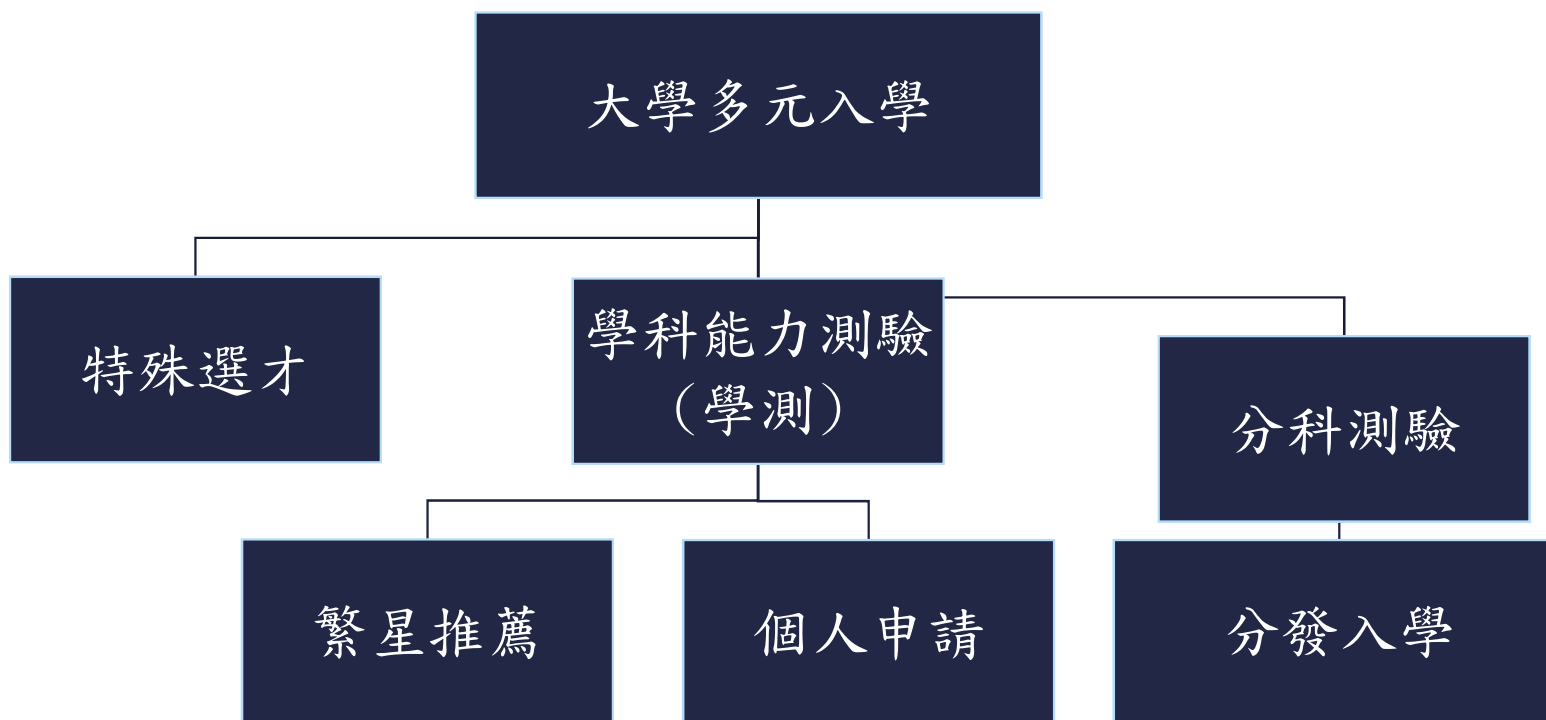 大學多元入學
特殊選才
學科能力測驗
（學測）
分科測驗
繁星推薦
個人申請
分發入學